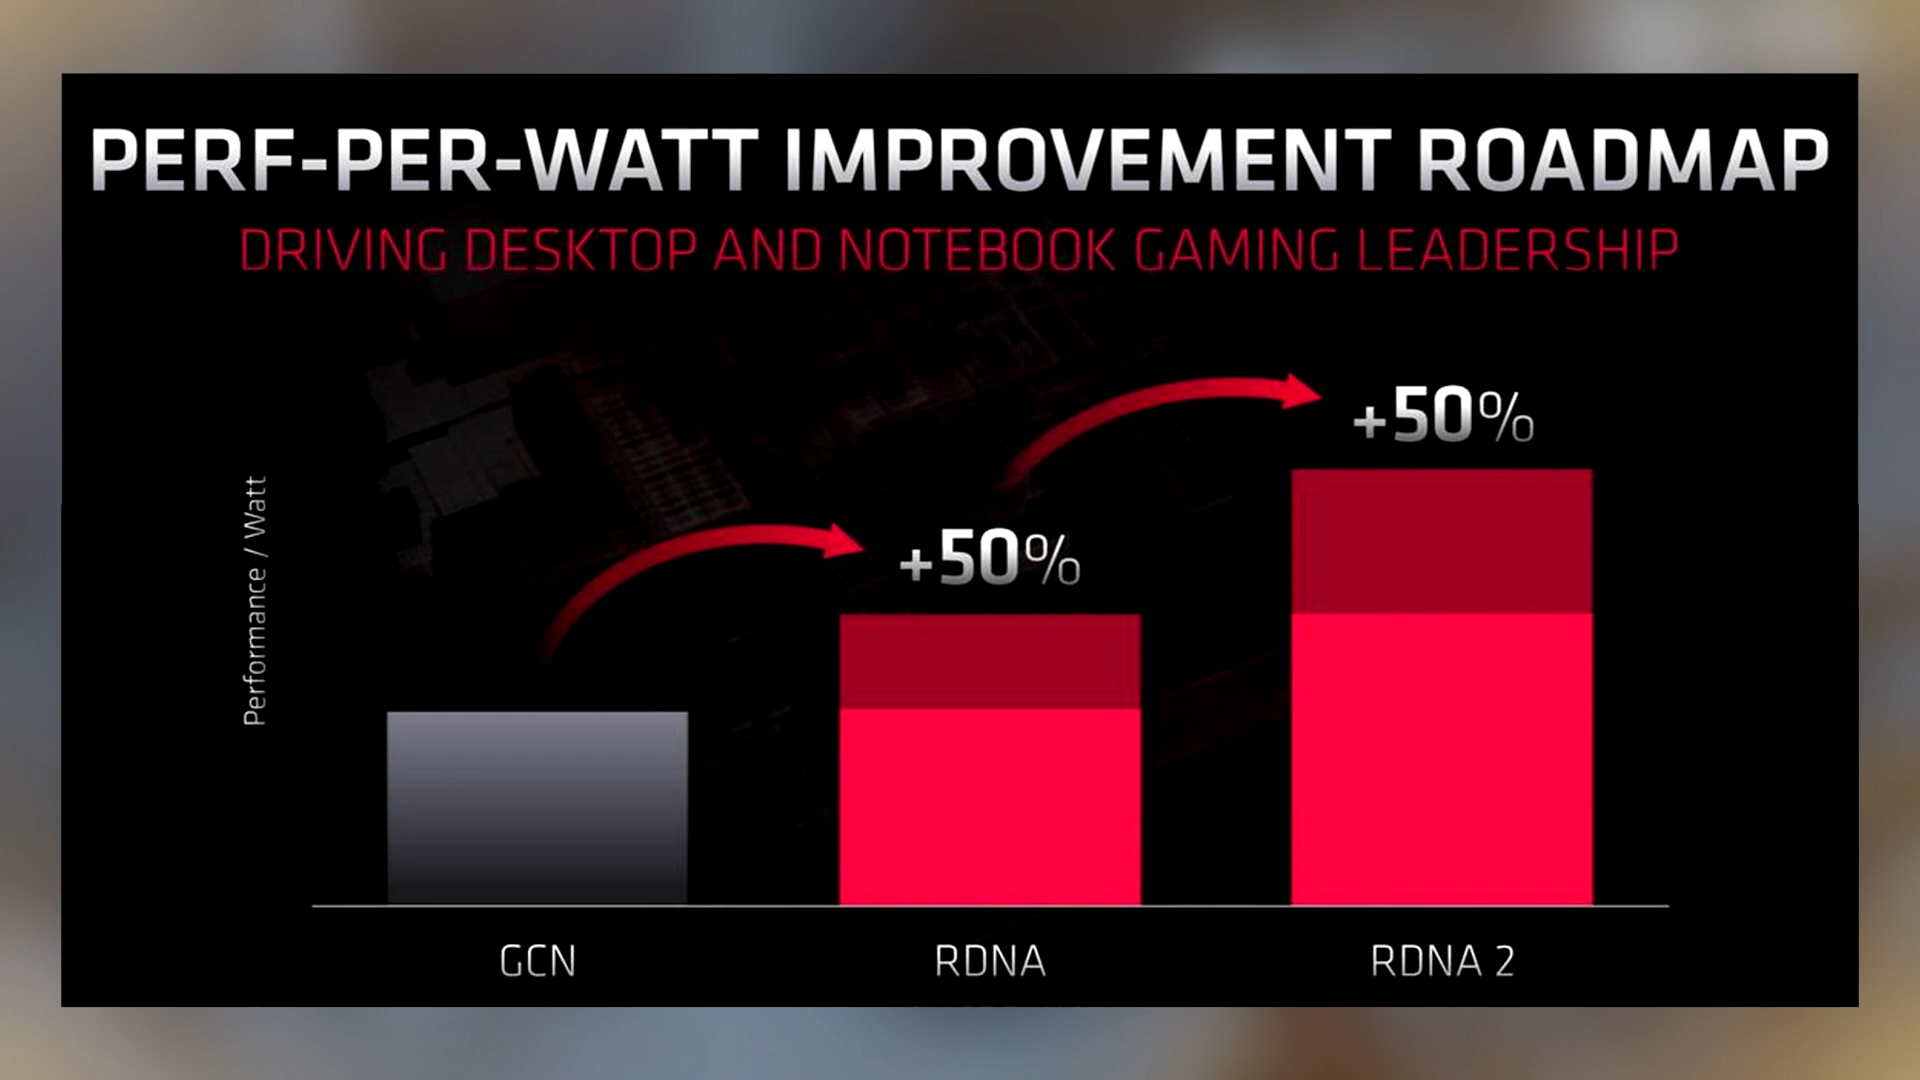 PERF-PER-WATT IMPROVEMENT ROADMAP
DRIVING DESKTOP AND NOTEBOOK GAMING LEADERSHIP
+50%
+50%
Performance / Watt
GCN
RDNA
RDNA 2